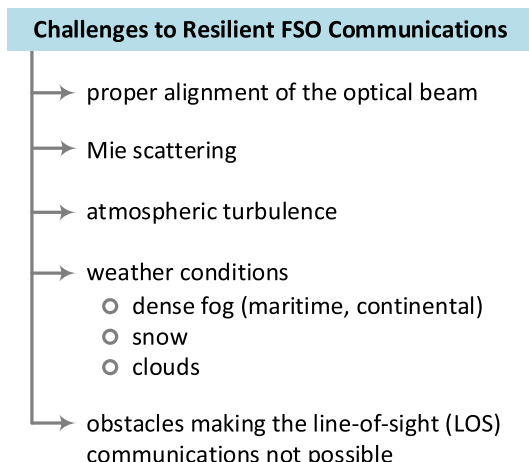 Challenges to Resilient FSO Communications
proper alignment of the optical beam
Mie scattering
atmospheric turbulence
weather conditions
dense fog (maritime, continental)
snow
clouds
obstacles making the line-of-sight (LOS)
communications not possible